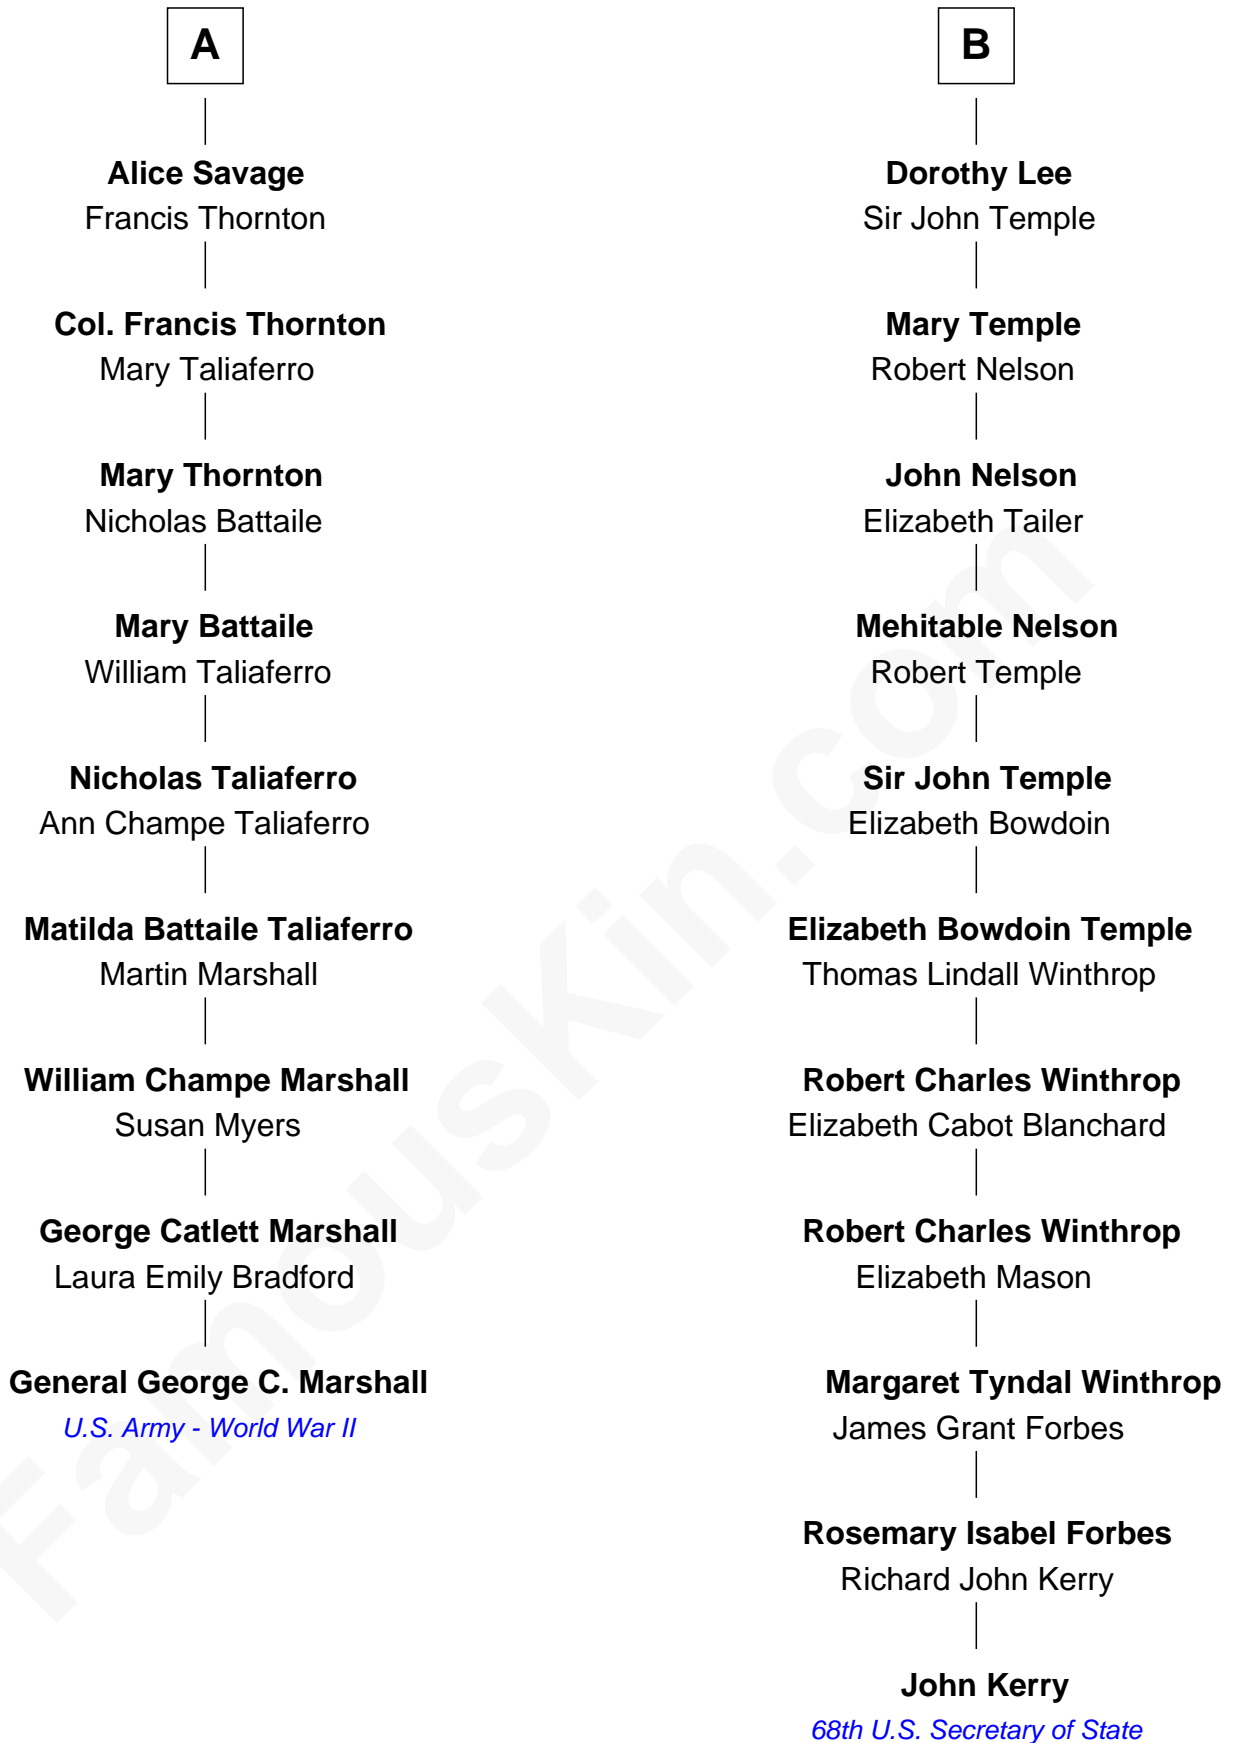 A
Alice Savage
Francis Thornton
Col. Francis Thornton
Mary Taliaferro
Mary Thornton
Nicholas Battaile
Mary Battaile
William Taliaferro
Nicholas Taliaferro
Ann Champe Taliaferro
Matilda Battaile Taliaferro
Martin Marshall
William Champe Marshall
Susan Myers
George Catlett Marshall
Laura Emily Bradford
General George C. Marshall
U.S. Army - World War II
B
Dorothy Lee
Sir John Temple
Mary Temple
Robert Nelson
John Nelson
Elizabeth Tailer
Mehitable Nelson
Robert Temple
Sir John Temple
Elizabeth Bowdoin
Elizabeth Bowdoin Temple
Thomas Lindall Winthrop
Robert Charles Winthrop
Elizabeth Cabot Blanchard
Robert Charles Winthrop
Elizabeth Mason
Margaret Tyndal Winthrop
James Grant Forbes
Rosemary Isabel Forbes
Richard John Kerry
John Kerry
68th U.S. Secretary of State
FamousKin.com